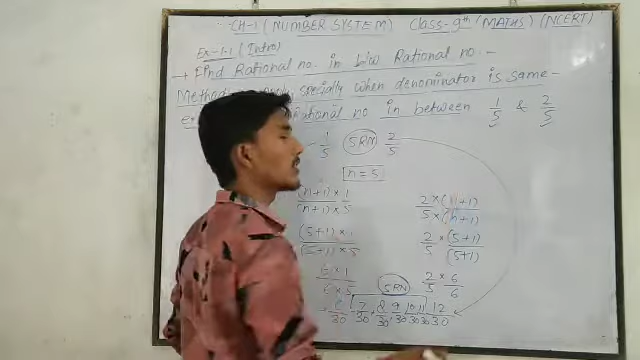 CH-1 (NUMBER SYSTEM) Class-9th (MATHS) (NCERT)
Ex-1.1 (Intro)
→ Find Rational no. in b/w Rational no. -
Method specially when denominator is same -
Rational no in between 1/5 & 2/5
1/5 5RN 2/5
n = 5
(n+1) × 1 / (n+1) × 5
2 × (n+1) / 5 × (n+1)
(5+1) × 1 / (5+1) × 5
2/5 × (5+1)/(5+1)
6 × 1 / 6 × 5
2/5 × 6/6
5RN
6/30, 7/30, 8/30, 9/30, 10/30, 11/30, 12/30